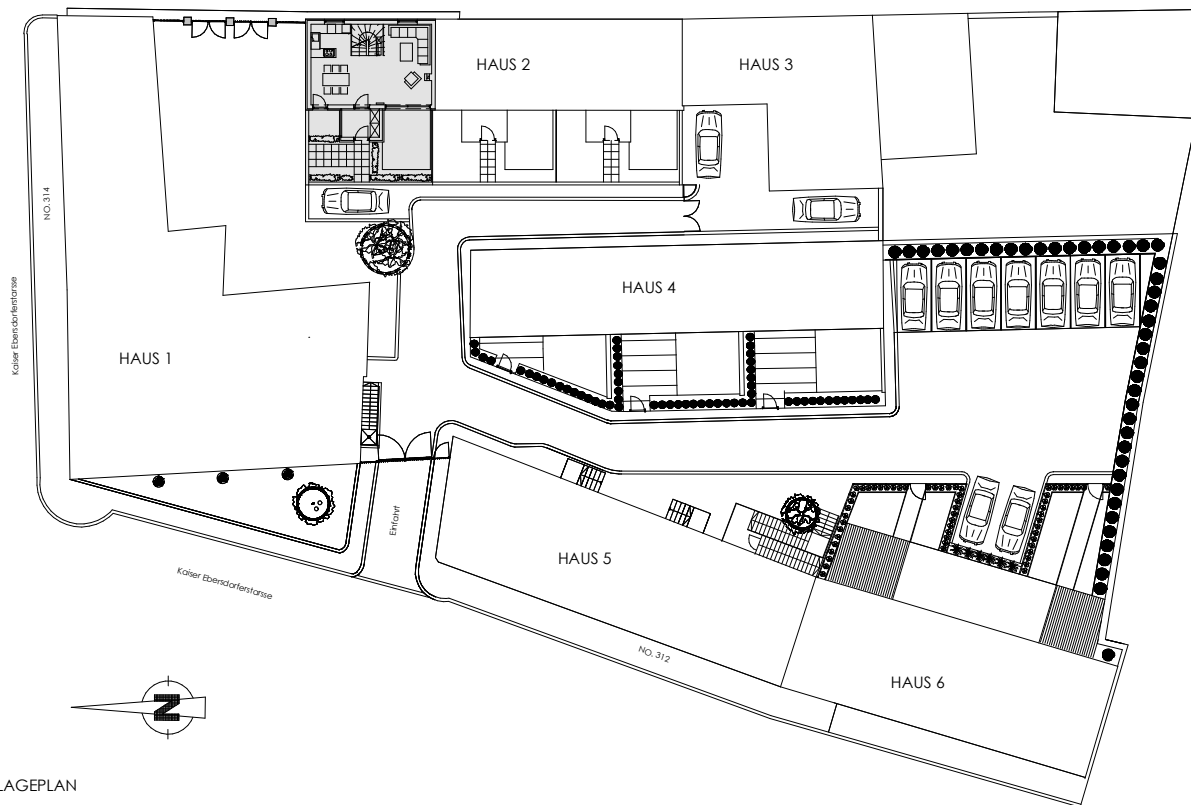 HAUS 2
HAUS 3
NO. 314
Kaiser Ebersdorferstarsse
HAUS 4
HAUS 1
Einfahrt
HAUS 5
Kaiser Ebersdorferstarsse
NO. 312
HAUS 6
N
LAGEPLAN